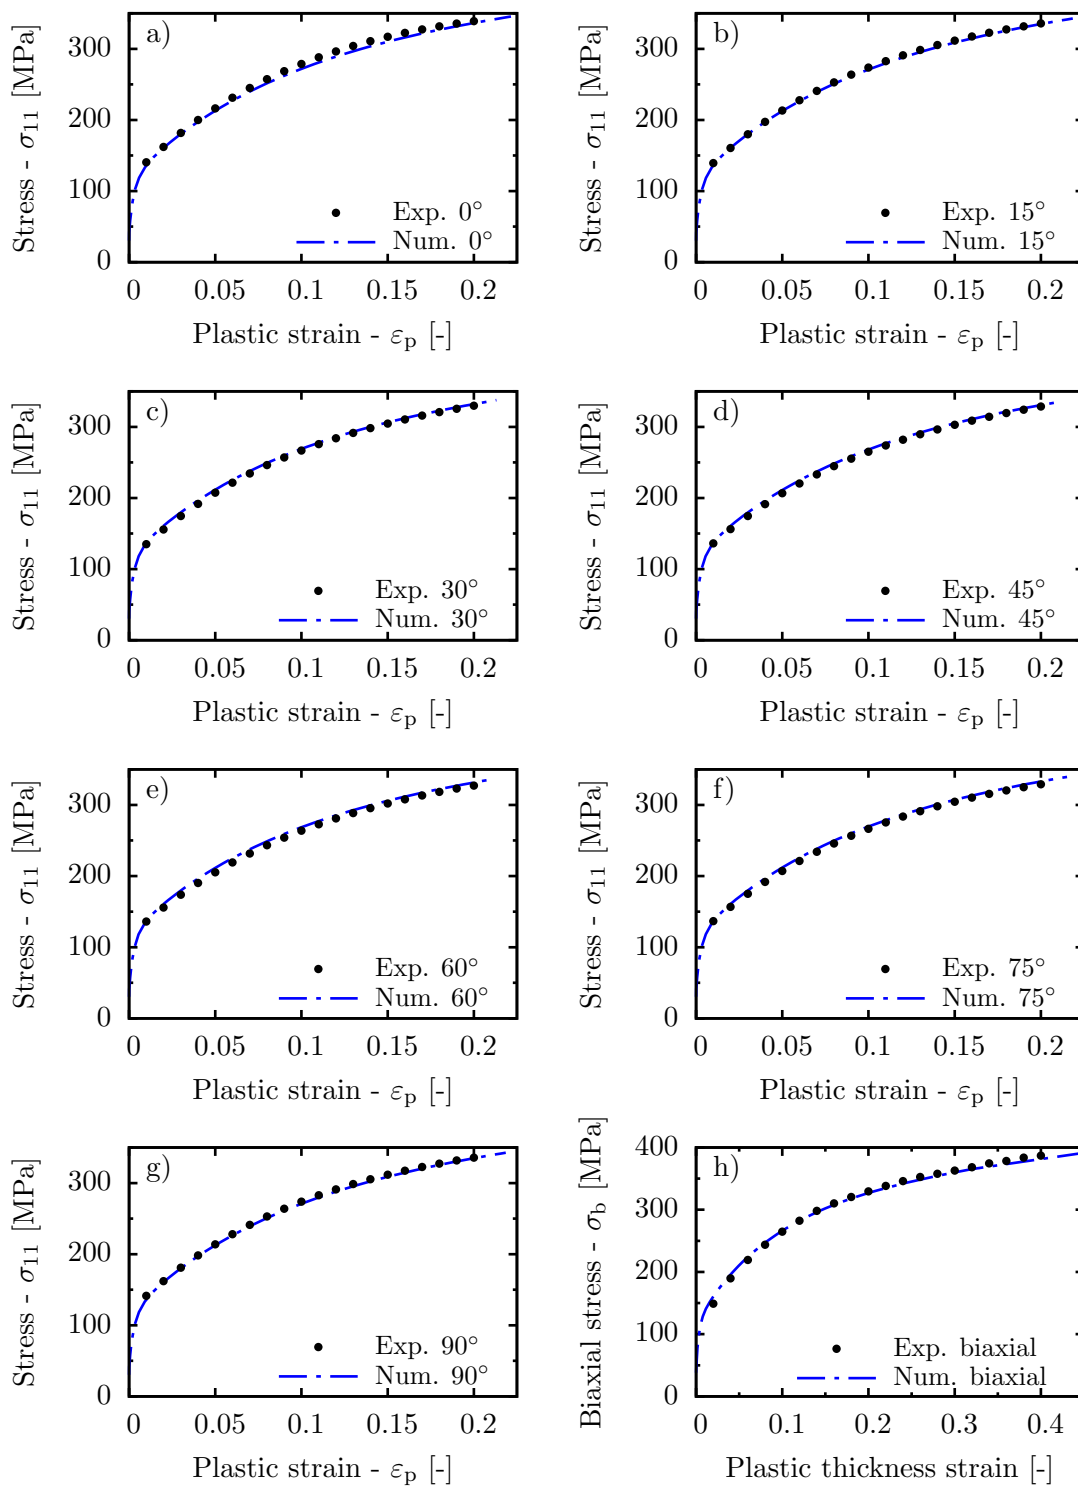 a)
Stress - σ11 [MPa]
300
200
100
0
Exp. 0°
Num. 0°
0 0.05 0.1 0.15 0.2
Plastic strain - εp [-]
b)
Stress - σ11 [MPa]
300
200
100
0
Exp. 15°
Num. 15°
0 0.05 0.1 0.15 0.2
Plastic strain - εp [-]
c)
Stress - σ11 [MPa]
300
200
100
0
Exp. 30°
Num. 30°
0 0.05 0.1 0.15 0.2
Plastic strain - εp [-]
d)
Stress - σ11 [MPa]
300
200
100
0
Exp. 45°
Num. 45°
0 0.05 0.1 0.15 0.2
Plastic strain - εp [-]
e)
Stress - σ11 [MPa]
300
200
100
0
Exp. 60°
Num. 60°
0 0.05 0.1 0.15 0.2
Plastic strain - εp [-]
f)
Stress - σ11 [MPa]
300
200
100
0
Exp. 75°
Num. 75°
0 0.05 0.1 0.15 0.2
Plastic strain - εp [-]
g)
Stress - σ11 [MPa]
300
200
100
0
Exp. 90°
Num. 90°
0 0.05 0.1 0.15 0.2
Plastic strain - εp [-]
h)
Biaxial stress - σb [MPa]
400
300
200
100
0
Exp. biaxial
Num. biaxial
0 0.1 0.2 0.3 0.4
Plastic thickness strain [-]